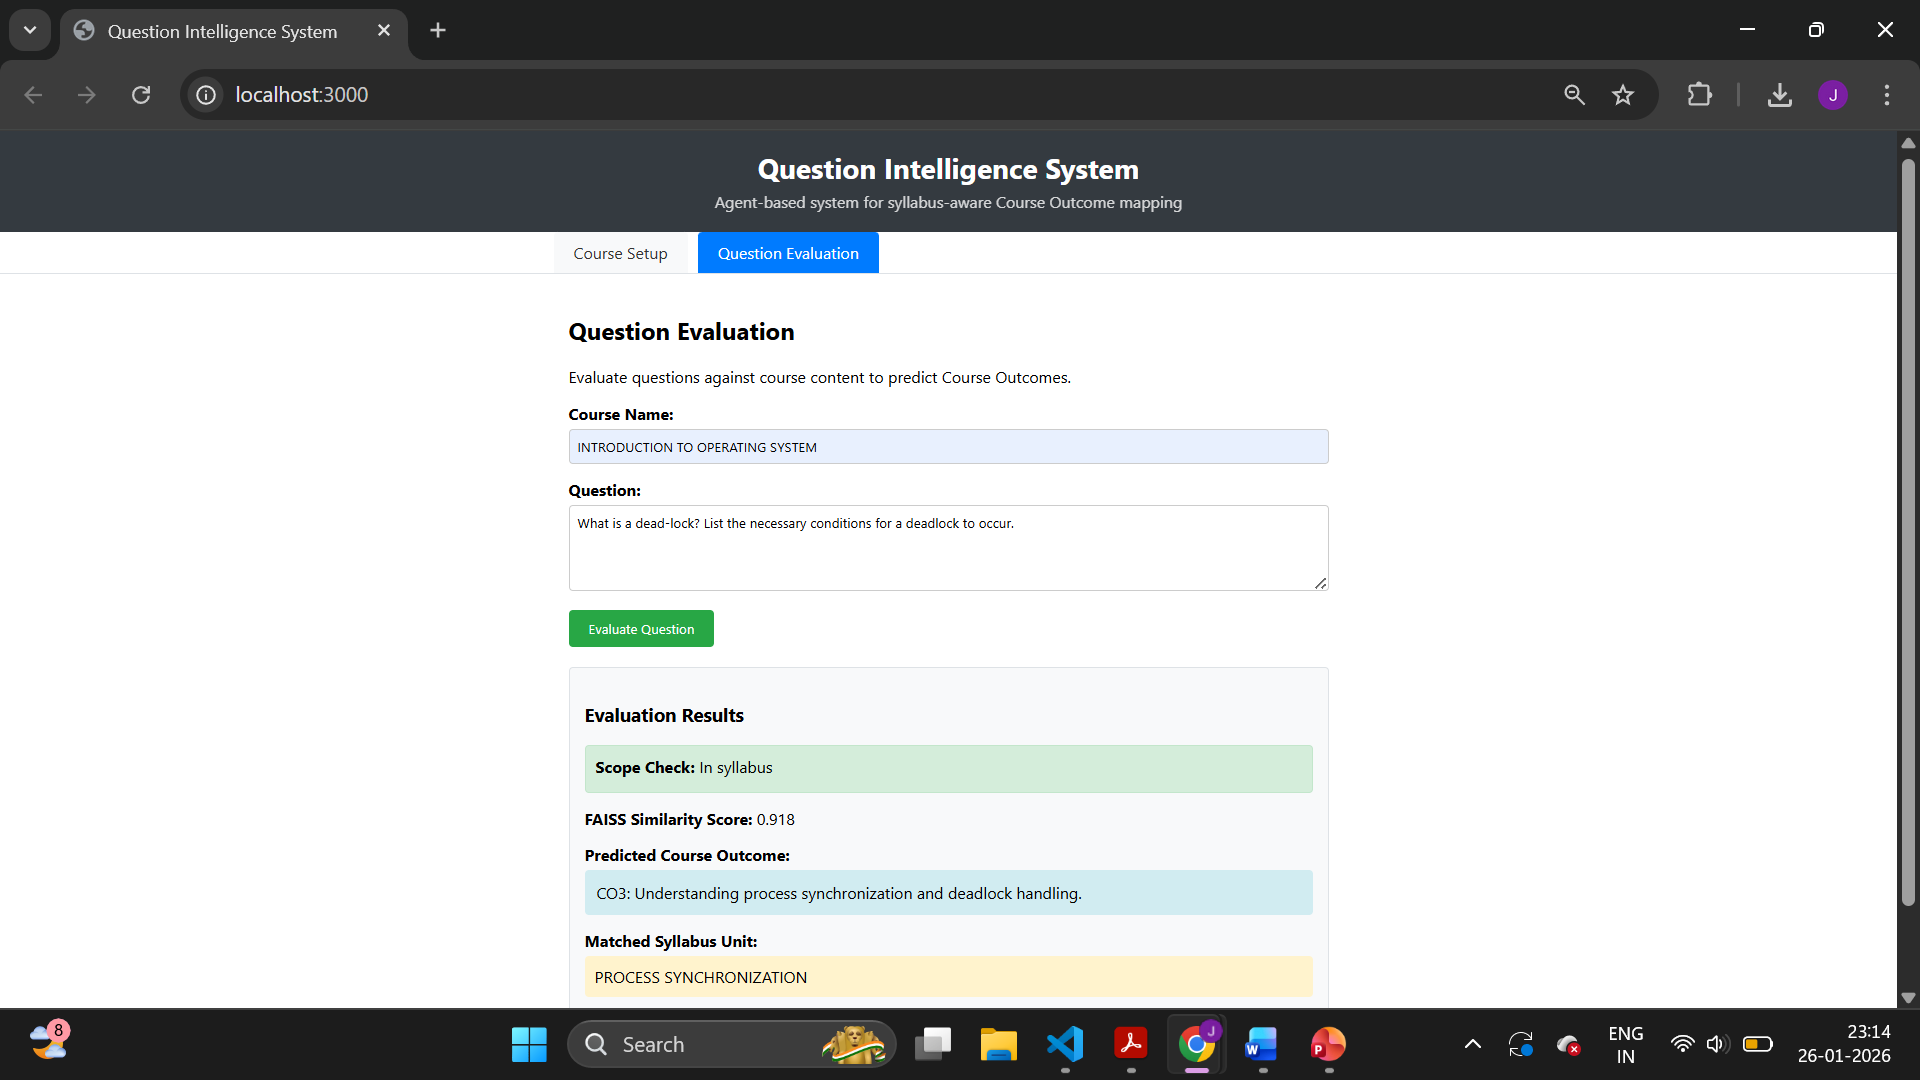 Question Intelligence System
localhost:3000
J
Question Intelligence System
Agent-based system for syllabus-aware Course Outcome mapping
Course Setup
Question Evaluation
Question Evaluation
Evaluate questions against course content to predict Course Outcomes.
Course Name:
INTRODUCTION TO OPERATING SYSTEM
Question:
What is a dead-lock? List the necessary conditions for a deadlock to occur.
Evaluate Question
Evaluation Results
Scope Check: In syllabus
FAISS Similarity Score: 0.918
Predicted Course Outcome:
CO3: Understanding process synchronization and deadlock handling.
Matched Syllabus Unit:
PROCESS SYNCHRONIZATION
8
Search
J
W
P
ENG
IN
23:14
26-01-2026